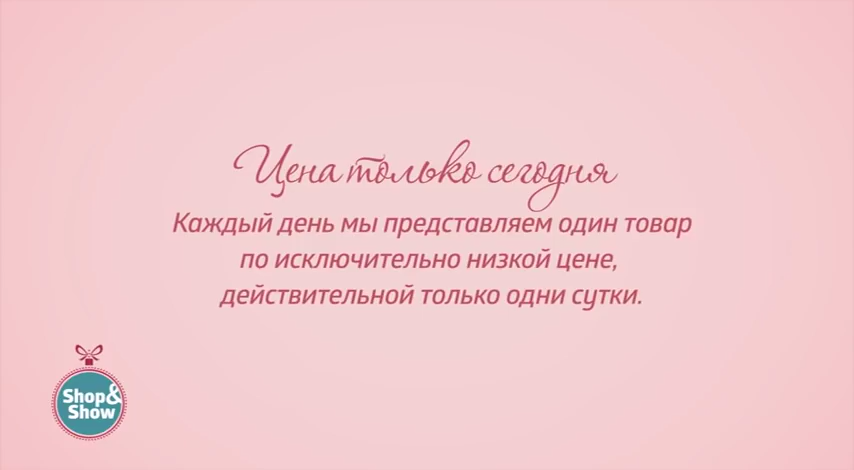 Цена только сегодня
Каждый день мы представляем один товар
по исключительно низкой цене,
действительной только одни сутки.
Shop&
Show